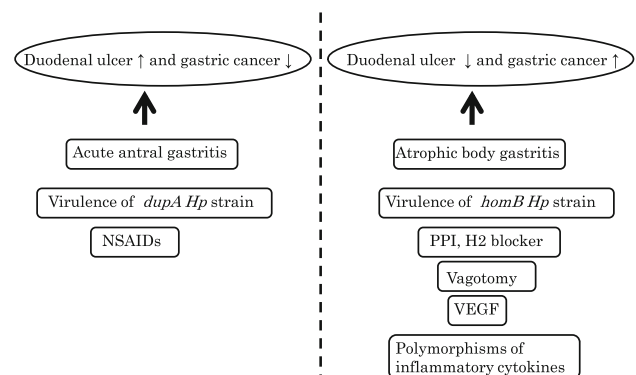 Duodenal ulcer ↑ and gastric cancer ↓
Acute antral gastritis
Virulence of dupA Hp strain
NSAIDs
Duodenal ulcer ↓ and gastric cancer ↑
Atrophic body gastritis
Virulence of homB Hp strain
PPI, H2 blocker
Vagotomy
VEGF
Polymorphisms of
inflammatory cytokines